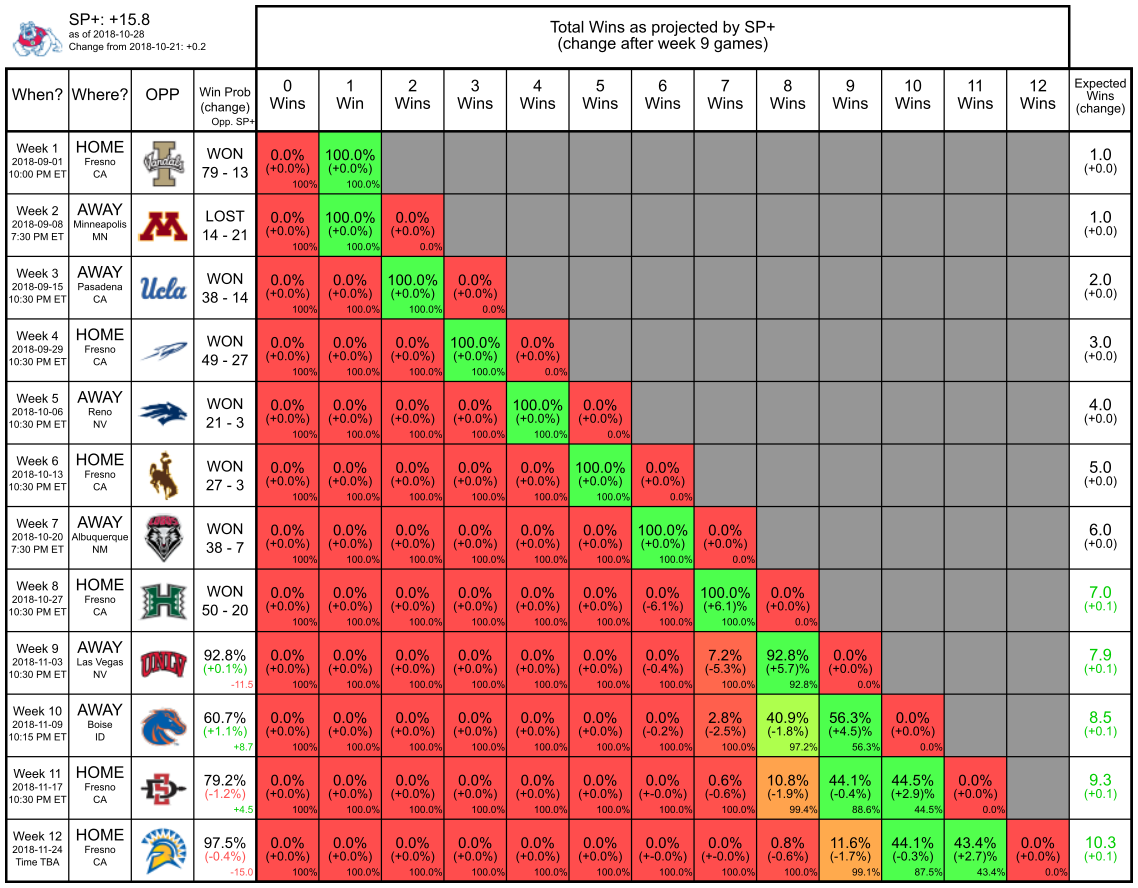 SP+: +15.8
as of 2018-10-28
Change from 2018-10-21: +0.2
Total Wins as projected by SP+
(change after week 9 games)
When? Where? OPP Win Prob (change) Opp. SP+ 0 Wins 1 Win 2 Wins 3 Wins 4 Wins 5 Wins 6 Wins 7 Wins 8 Wins 9 Wins 10 Wins 11 Wins 12 Wins Expected Wins (change)
Week 1 HOME Vandals WON 0.0% 100.0% 1.0
2018-09-01 Fresno 79 - 13 (+0.0%) (+0.0%) (+0.0)
10:00 PM ET CA 100% 100.0%
Week 2 AWAY M LOST 0.0% 100.0% 0.0% 1.0
2018-09-08 Minneapolis 14 - 21 (+0.0%) (+0.0%) (+0.0%) (+0.0)
7:30 PM ET MN 100% 100.0% 0.0%
Week 3 AWAY Ucla WON 0.0% 0.0% 100.0% 0.0% 2.0
2018-09-15 Pasadena 38 - 14 (+0.0%) (+0.0%) (+0.0%) (+0.0%) (+0.0)
10:30 PM ET CA 100% 100.0% 100.0% 0.0%
Week 4 HOME WON 0.0% 0.0% 0.0% 100.0% 0.0% 3.0
2018-09-29 Fresno 49 - 27 (+0.0%) (+0.0%) (+0.0%) (+0.0%) (+0.0%) (+0.0)
10:30 PM ET CA 100% 100.0% 100.0% 100.0% 0.0%
Week 5 AWAY WON 0.0% 0.0% 0.0% 0.0% 100.0% 0.0% 4.0
2018-10-06 Reno 21 - 3 (+0.0%) (+0.0%) (+0.0%) (+0.0%) (+0.0%) (+0.0%) (+0.0)
10:30 PM ET NV 100% 100.0% 100.0% 100.0% 100.0% 0.0%
Week 6 HOME WON 0.0% 0.0% 0.0% 0.0% 0.0% 100.0% 0.0% 5.0
2018-10-13 Fresno 27 - 3 (+0.0%) (+0.0%) (+0.0%) (+0.0%) (+0.0%) (+0.0%) (+0.0%) (+0.0)
10:30 PM ET CA 100% 100.0% 100.0% 100.0% 100.0% 100.0% 0.0%
Week 7 AWAY WON 0.0% 0.0% 0.0% 0.0% 0.0% 0.0% 100.0% 0.0% 6.0
2018-10-20 Albuquerque 38 - 7 (+0.0%) (+0.0%) (+0.0%) (+0.0%) (+0.0%) (+0.0%) (+0.0%) (+0.0%) (+0.0)
7:30 PM ET NM 100% 100.0% 100.0% 100.0% 100.0% 100.0% 100.0% 0.0%
Week 8 HOME H WON 0.0% 0.0% 0.0% 0.0% 0.0% 0.0% 0.0% 100.0% 0.0% 7.0
2018-10-27 Fresno 50 - 20 (+0.0%) (+0.0%) (+0.0%) (+0.0%) (+0.0%) (+0.0%) (-6.1%) (+6.1)% (+0.0%) (+0.1)
10:30 PM ET CA 100% 100.0% 100.0% 100.0% 100.0% 100.0% 100.0% 100.0% 0.0%
Week 9 AWAY UNLV 92.8% 0.0% 0.0% 0.0% 0.0% 0.0% 0.0% 0.0% 7.2% 92.8% 0.0% 7.9
2018-11-03 Las Vegas (+0.1%) (+0.0%) (+0.0%) (+0.0%) (+0.0%) (+0.0%) (+0.0%) (-0.4%) (-5.3%) (+5.7)% (+0.0%) (+0.1)
10:30 PM ET NV -11.5 100% 100.0% 100.0% 100.0% 100.0% 100.0% 100.0% 100.0% 92.8% 0.0%
Week 10 AWAY 60.7% 0.0% 0.0% 0.0% 0.0% 0.0% 0.0% 0.0% 2.8% 40.9% 56.3% 0.0% 8.5
2018-11-09 Boise (+1.1%) (+0.0%) (+0.0%) (+0.0%) (+0.0%) (+0.0%) (+0.0%) (-0.2%) (-2.5%) (-1.8%) (+4.5)% (+0.0%) (+0.1)
10:15 PM ET ID +8.7 100% 100.0% 100.0% 100.0% 100.0% 100.0% 100.0% 100.0% 97.2% 56.3% 0.0%
Week 11 HOME SD 79.2% 0.0% 0.0% 0.0% 0.0% 0.0% 0.0% 0.0% 0.6% 10.8% 44.1% 44.5% 0.0% 9.3
2018-11-17 Fresno (-1.2%) (+0.0%) (+0.0%) (+0.0%) (+0.0%) (+0.0%) (+0.0%) (+-0.0%) (-0.6%) (-1.9%) (-0.4%) (+2.9)% (+0.0%) (+0.1)
10:30 PM ET CA +4.5 100% 100.0% 100.0% 100.0% 100.0% 100.0% 100.0% 100.0% 99.4% 88.6% 44.5% 0.0%
Week 12 HOME 97.5% 0.0% 0.0% 0.0% 0.0% 0.0% 0.0% 0.0% 0.0% 0.8% 11.6% 44.1% 43.4% 0.0% 10.3
2018-11-24 Fresno (-0.4%) (+0.0%) (+0.0%) (+0.0%) (+0.0%) (+0.0%) (+0.0%) (+-0.0%) (+-0.0%) (-0.6%) (-1.7%) (-0.3%) (+2.7)% (+0.0%) (+0.1)
Time TBA CA -15.0 100% 100.0% 100.0% 100.0% 100.0% 100.0% 100.0% 100.0% 100.0% 99.1% 87.5% 43.4% 0.0%